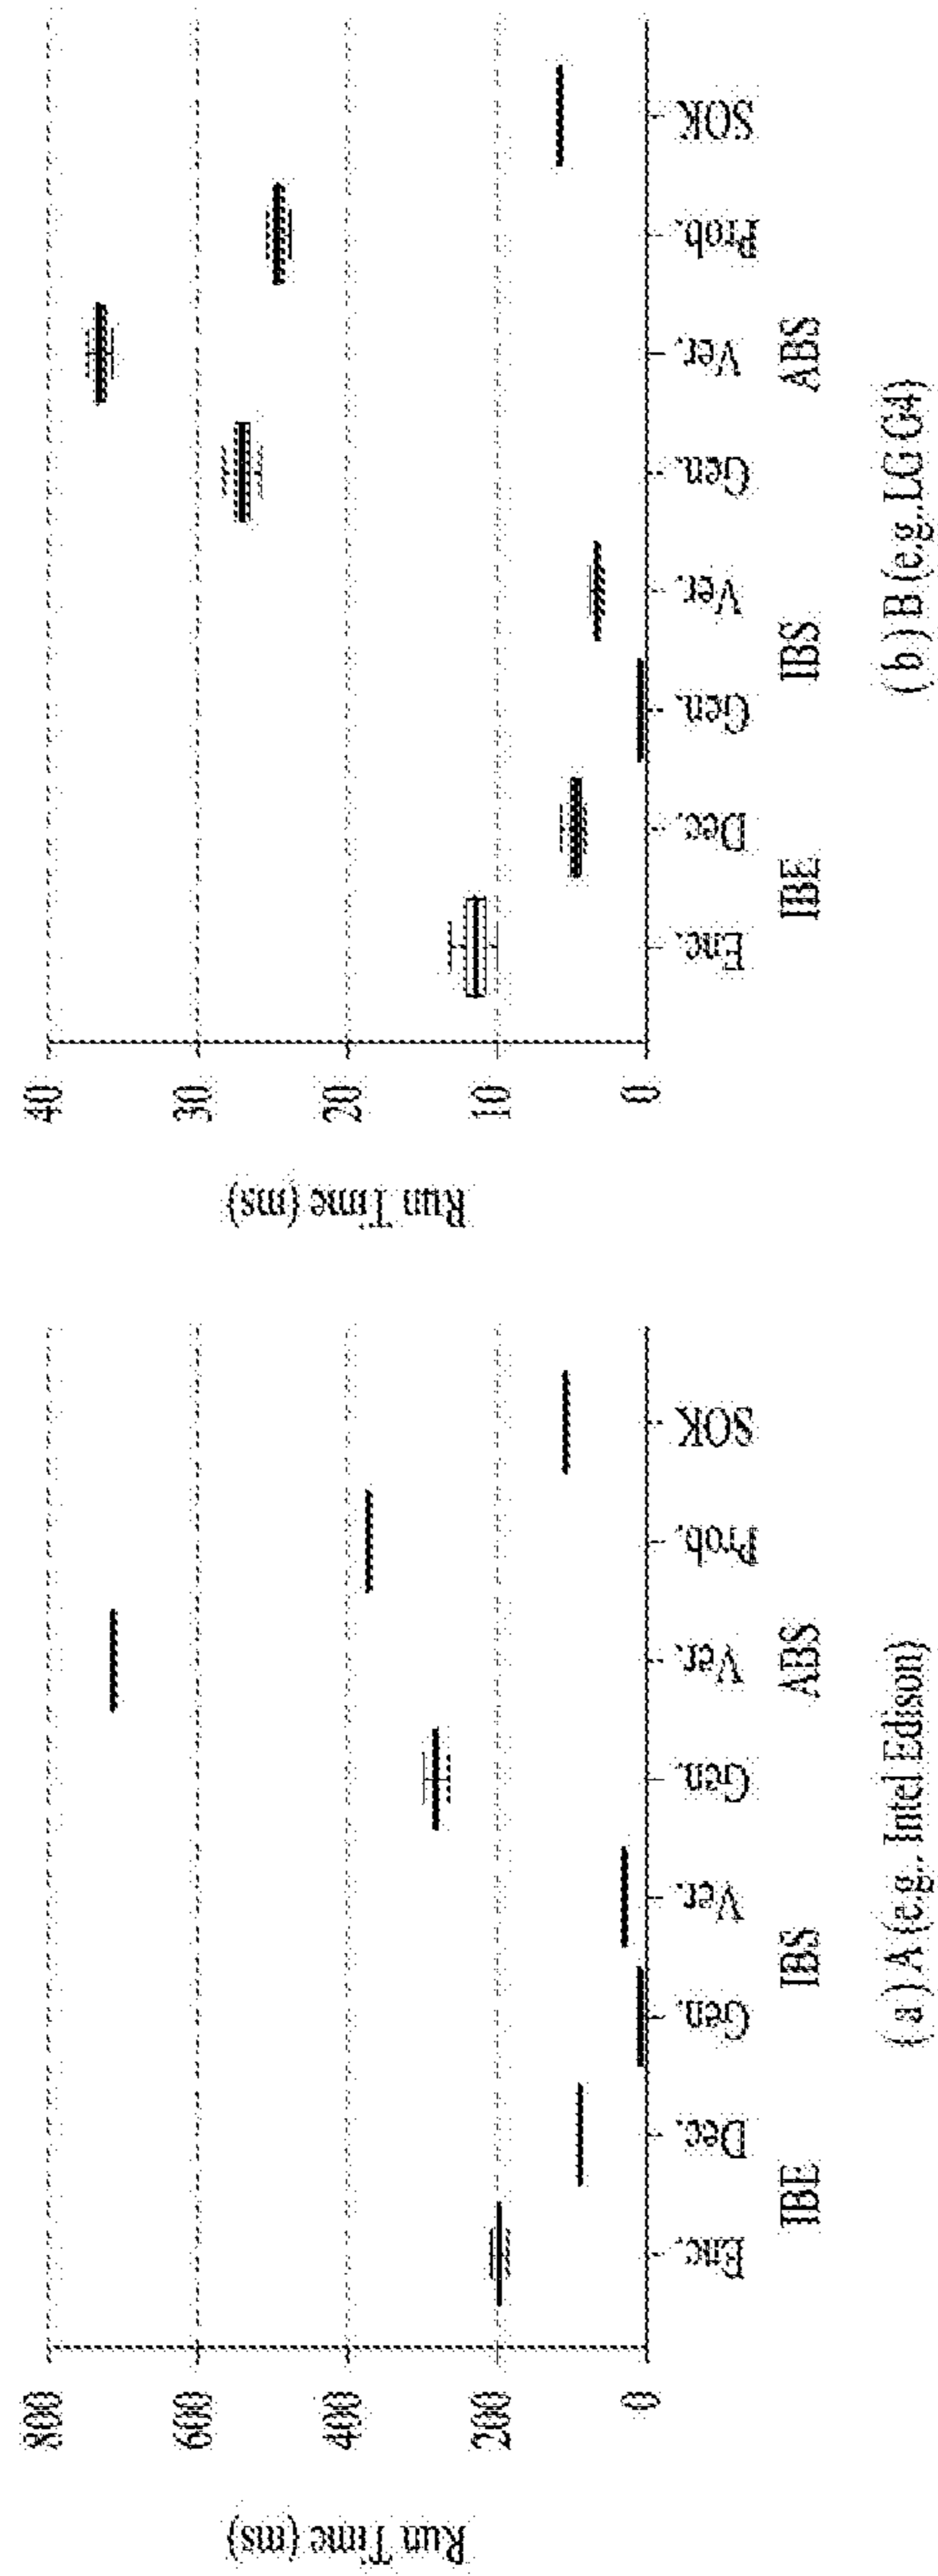 Run Time (ms)
800
600
400
200
0
Enc.
Dec.
Gen.
Ver.
Gen.
Ver.
Prob.
SOK
IBE
IBS
ABS
( a ) A (e.g., Intel Edison)
Run Time (ms)
40
30
20
10
0
Enc.
Dec.
Gen.
Ver.
Gen.
Ver.
Prob.
SOK
IBE
IBS
ABS
( b ) B (e.g., LG G4)